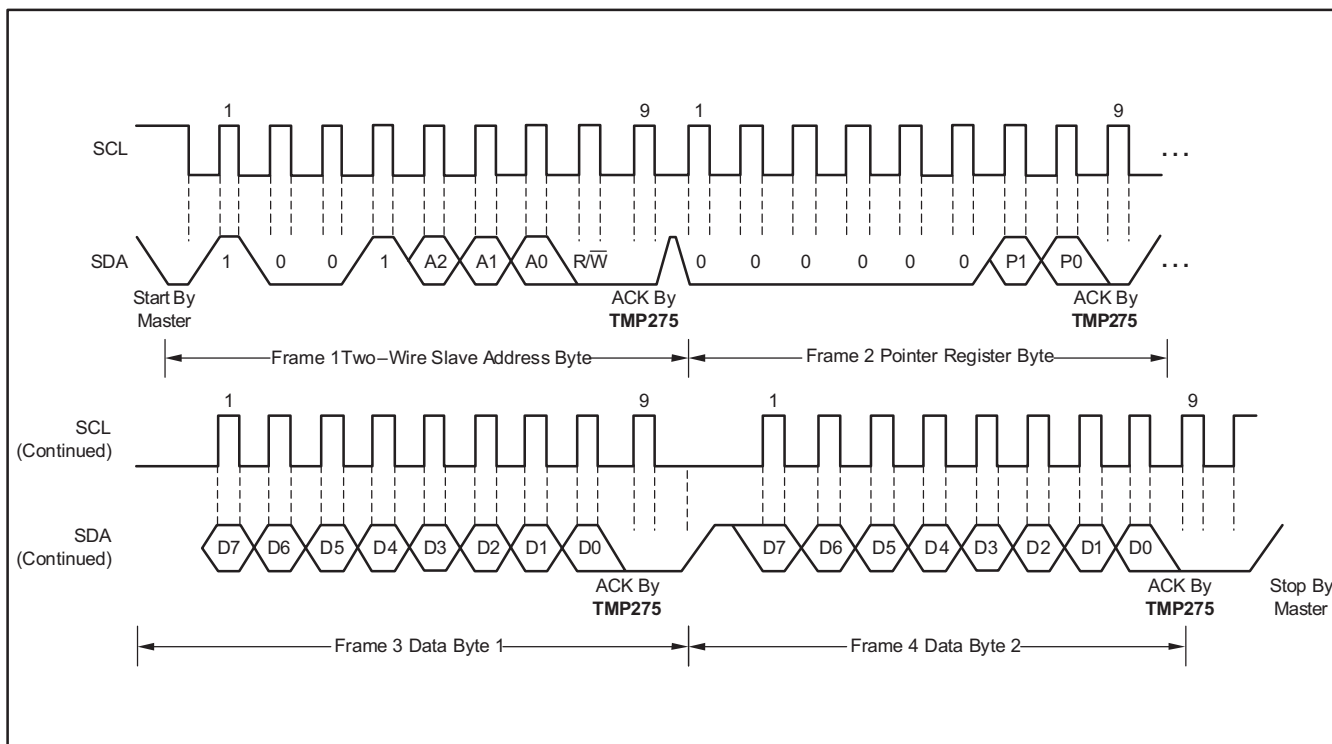 1 9 1 9
SCL ...
SDA 1 0 0 1 A2 A1 A0 R/W̅ 0 0 0 0 0 0 P1 P0 ...
Start By Master
ACK By TMP275
ACK By TMP275
Frame 1Two–Wire Slave Address Byte
Frame 2 Pointer Register Byte
1 9 1 9
SCL (Continued)
SDA (Continued) D7 D6 D5 D4 D3 D2 D1 D0 D7 D6 D5 D4 D3 D2 D1 D0
ACK By TMP275
ACK By TMP275
Stop By Master
Frame 3 Data Byte 1
Frame 4 Data Byte 2